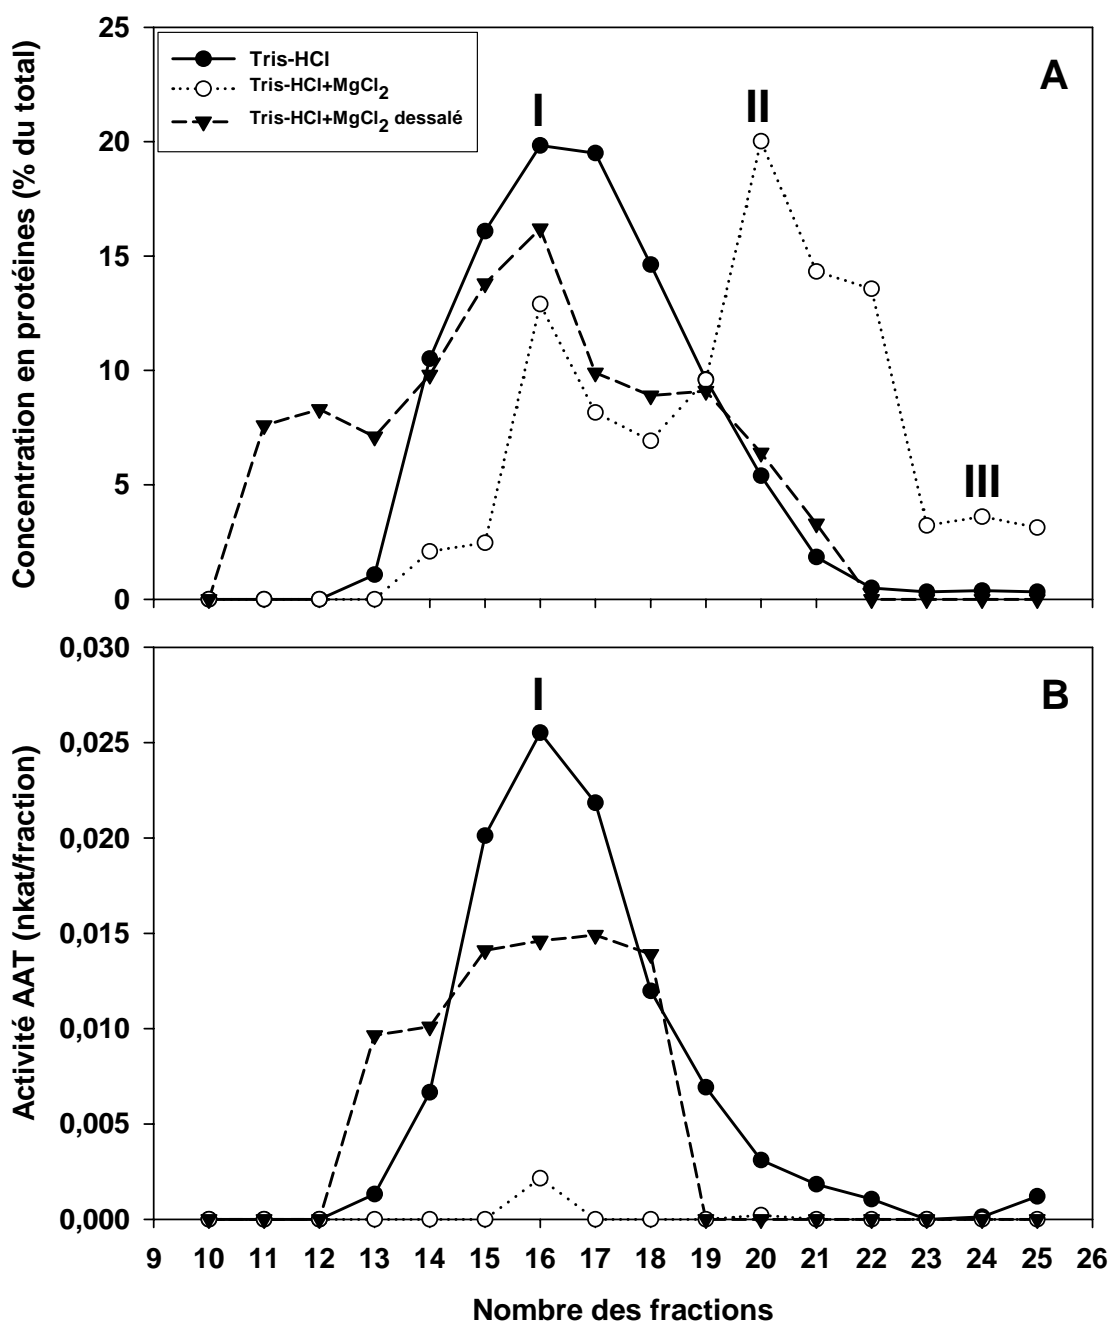 25
20
15
10
5
0
Concentration en protéines (% du total)
Tris-HCl
Tris-HCl+MgCl2
Tris-HCl+MgCl2 dessalé
A
I
II
III
0,030
0,025
0,020
0,015
0,010
0,005
0,000
Activité AAT (nkat/fraction)
I
B
9 10 11 12 13 14 15 16 17 18 19 20 21 22 23 24 25 26
Nombre des fractions